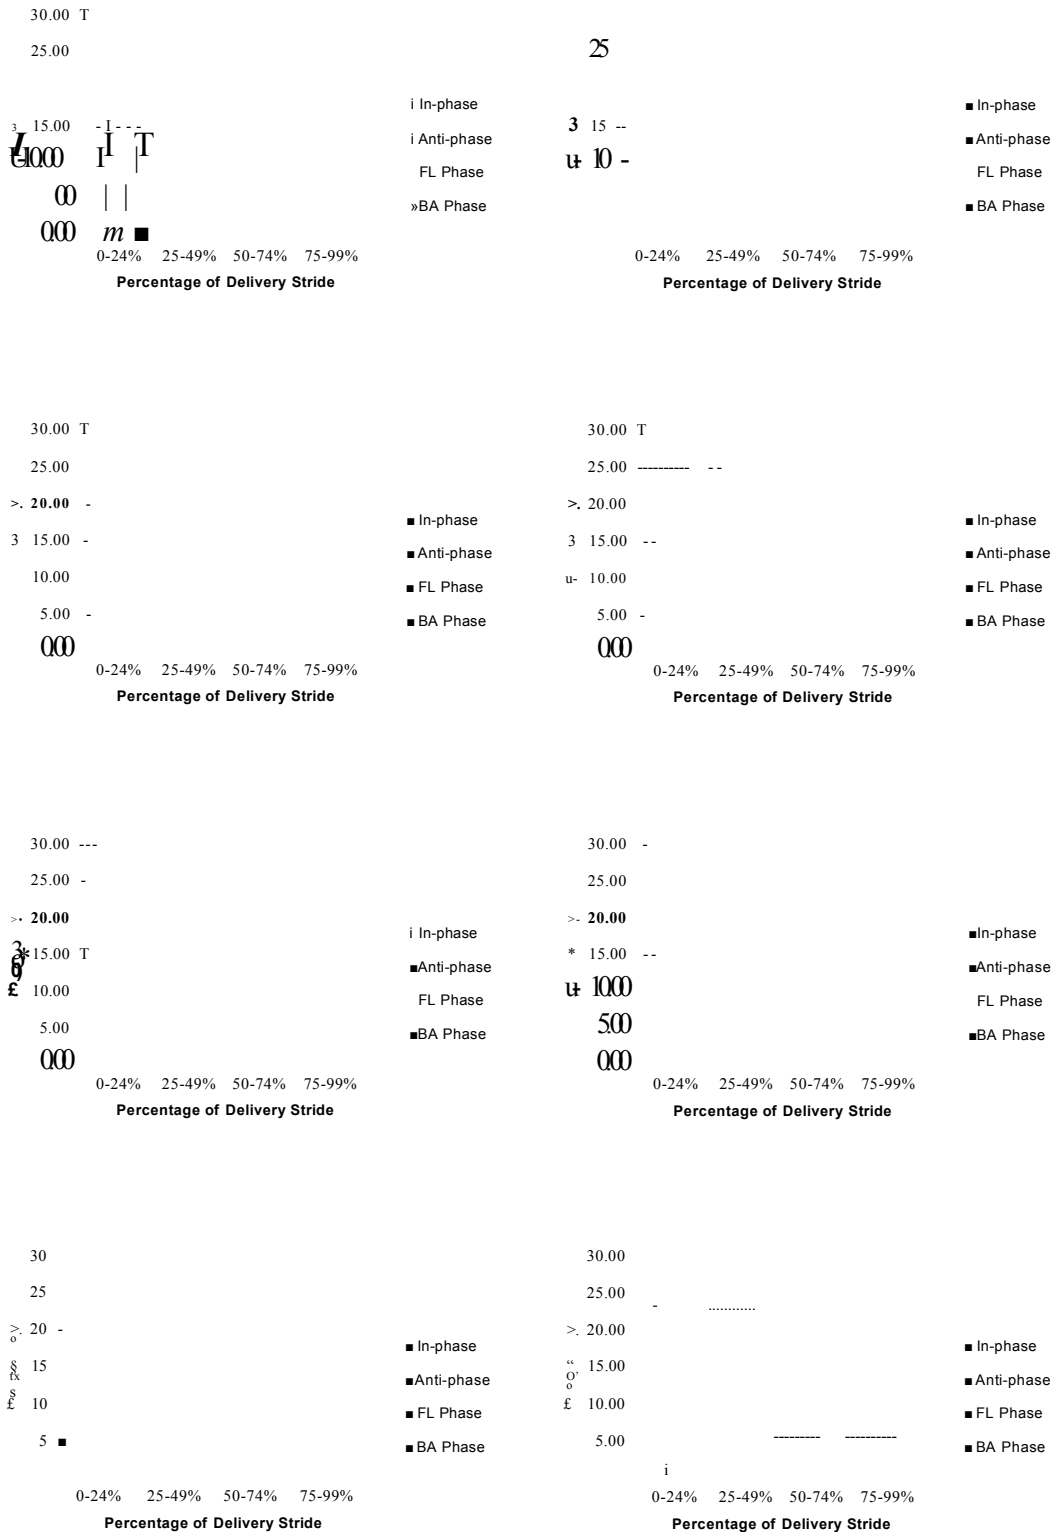 30.00 T
25.00
15.00
10.00
00
0.00
i In-phase
i Anti-phase
FL Phase
»BA Phase
0-24% 25-49% 50-74% 75-99%
Percentage of Delivery Stride
25
3 15 --
u- 10 -
■ In-phase
■ Anti-phase
FL Phase
■ BA Phase
0-24% 25-49% 50-74% 75-99%
Percentage of Delivery Stride
30.00 T
25.00
>. 20.00 -
3 15.00 -
10.00
5.00 -
0.00
■ In-phase
■ Anti-phase
■ FL Phase
■ BA Phase
0-24% 25-49% 50-74% 75-99%
Percentage of Delivery Stride
30.00 T
25.00 ---------- --
>. 20.00
3 15.00 --
u- 10.00
5.00 -
0.00
■ In-phase
■ Anti-phase
■ FL Phase
■ BA Phase
0-24% 25-49% 50-74% 75-99%
Percentage of Delivery Stride
30.00 ---
25.00 -
>• 20.00
15.00 T
£ 10.00
5.00
0.00
i In-phase
■Anti-phase
FL Phase
■BA Phase
0-24% 25-49% 50-74% 75-99%
Percentage of Delivery Stride
30.00 -
25.00
>- 20.00
* 15.00 --
u- 10.00
5.00
0.00
■In-phase
■Anti-phase
FL Phase
■BA Phase
0-24% 25-49% 50-74% 75-99%
Percentage of Delivery Stride
30
25
>. 20 -
o
§ 15
tx
s
£ 10
5 ■
■ In-phase
■Anti-phase
■ FL Phase
■ BA Phase
0-24% 25-49% 50-74% 75-99%
Percentage of Delivery Stride
30.00
25.00
- ............
>. 20.00
“ 15.00
O’
o
£ 10.00
5.00 --------- ----------
i
■ In-phase
■ Anti-phase
■ FL Phase
■ BA Phase
0-24% 25-49% 50-74% 75-99%
Percentage of Delivery Stride